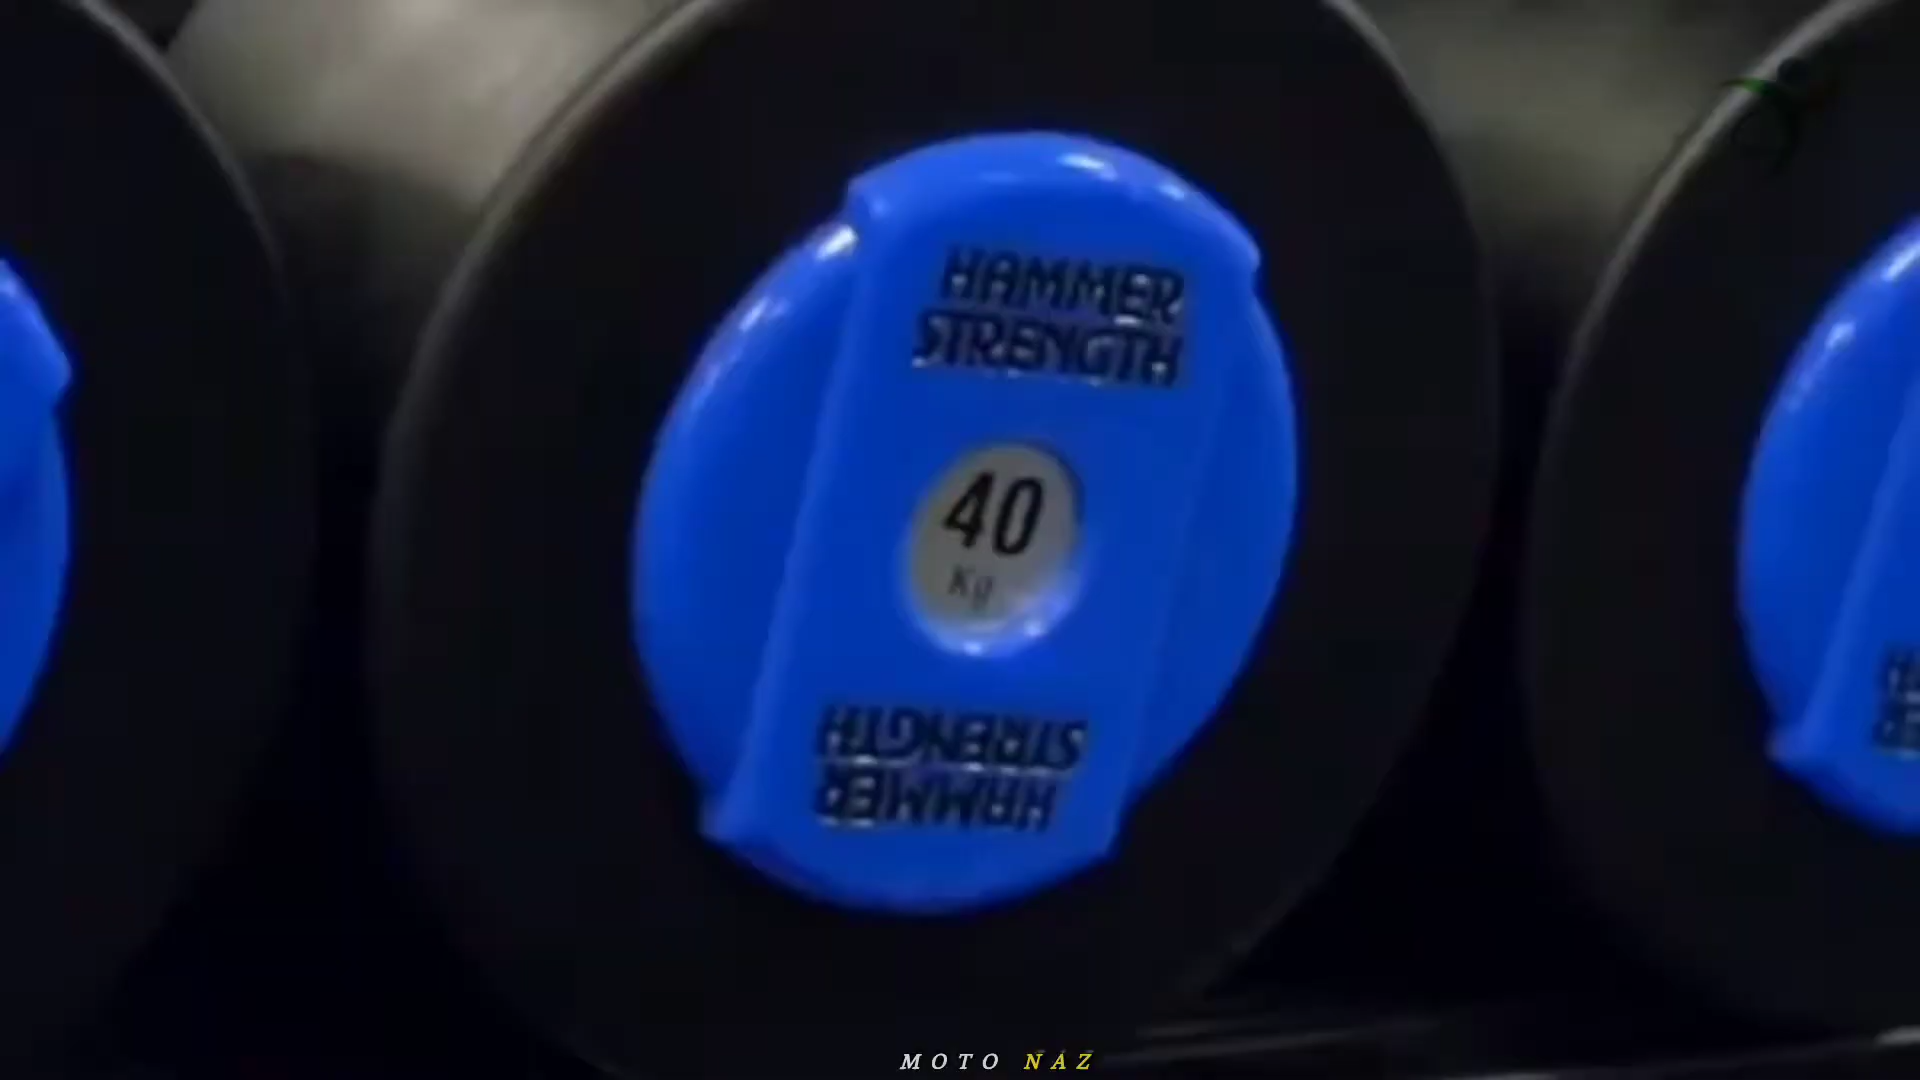 HAMMER
STRENGTH
40
Kg
STRENGTH
HAMMER
MOTO NAZ